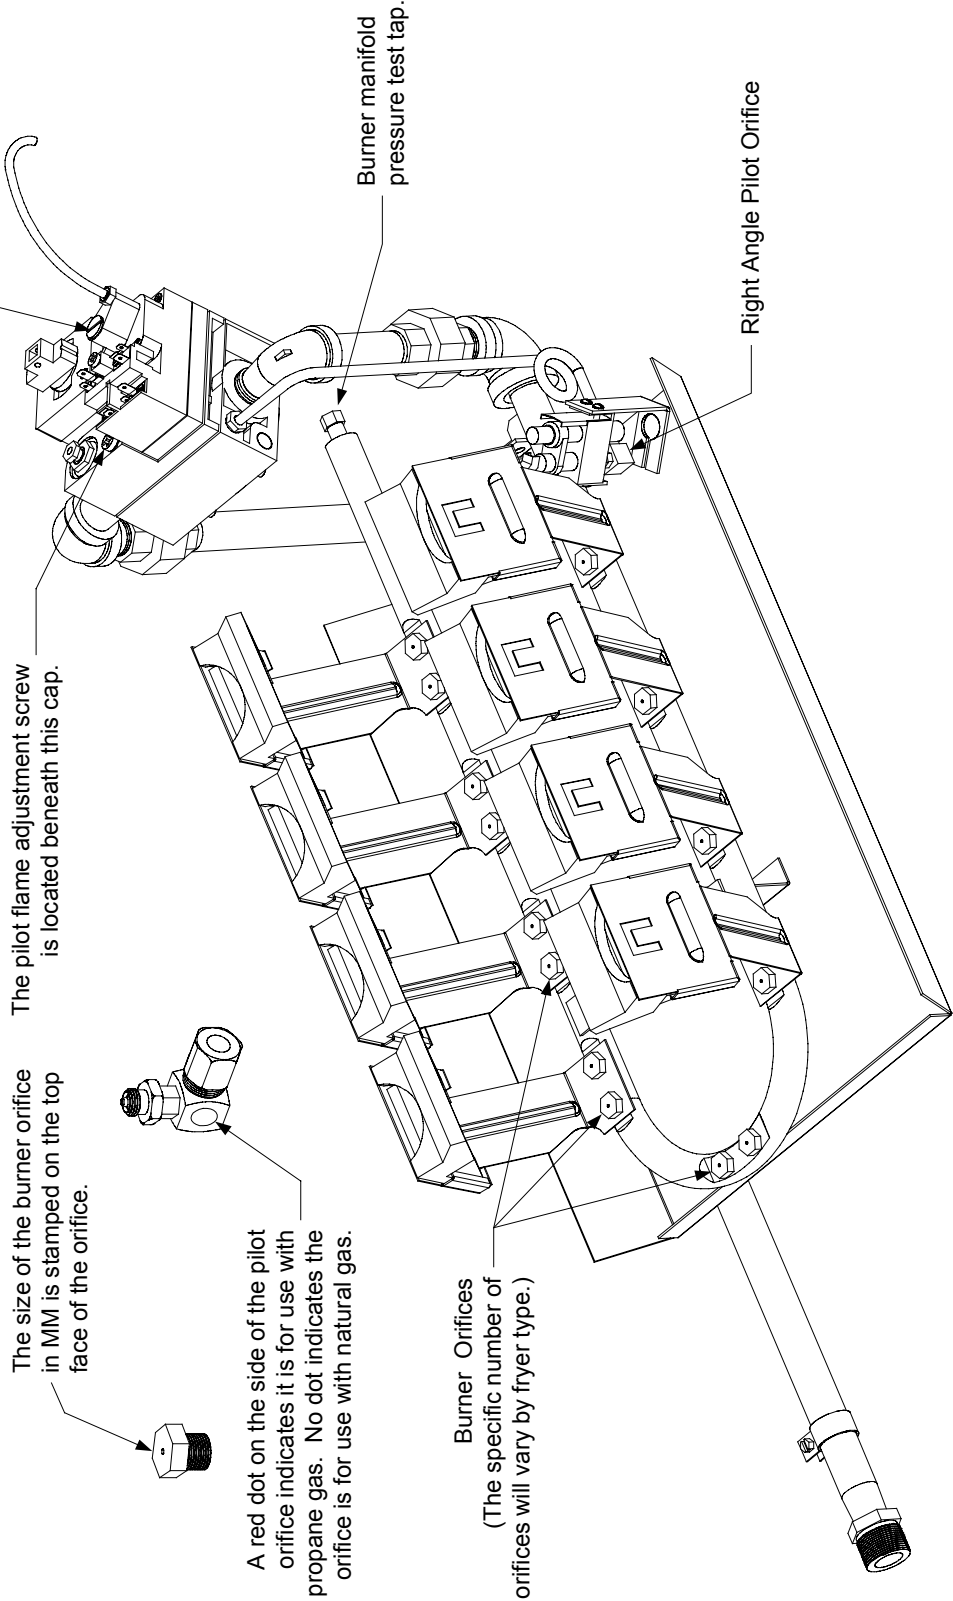 The size of the burner orifice
in MM is stamped on the top
face of the orifice.
The pilot flame adjustment screw
is located beneath this cap.
A red dot on the side of the pilot
orifice indicates it is for use with
propane gas. No dot indicates the
orifice is for use with natural gas.
Burner manifold
pressure test tap.
Burner Orifices
(The specific number of
orifices will vary by fryer type.)
Right Angle Pilot Orifice